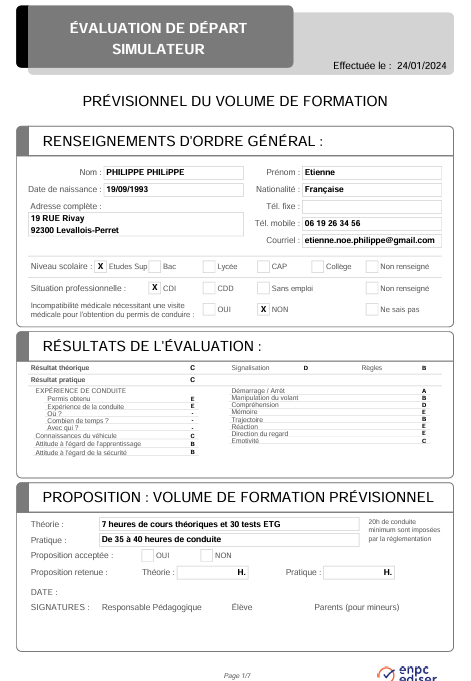 ÉVALUATION DE DÉPART
SIMULATEUR
Effectuée le : 24/01/2024
PRÉVISIONNEL DU VOLUME DE FORMATION
RENSEIGNEMENTS D'ORDRE GÉNÉRAL :
Nom : PHILIPPE PHILiPPE Prénom : Etienne
Date de naissance : 19/09/1993 Nationalité : Française
Adresse complète : Tél. fixe :
19 RUE Rivay
92300 Levallois-Perret
Tél. mobile : 06 19 26 34 56
Courriel : etienne.noe.philippe@gmail.com
Niveau scolaire : X Etudes Sup Bac Lycée CAP Collège Non renseigné
Situation professionnelle : X CDI CDD Sans emploi Non renseigné
Incompatibilité médicale nécessitant une visite
médicale pour l'obtention du permis de conduire : OUI X NON Ne sais pas
RÉSULTATS DE L'ÉVALUATION :
Résultat théorique C Signalisation D Règles B
Résultat pratique C
EXPÉRIENCE DE CONDUITE
Permis obtenu E
Expérience de la conduite E
Où ? -
Combien de temps ? -
Avec qui ? -
Connaissances du véhicule C
Attitude à l'égard de l'apprentissage B
Attitude à l'égard de la sécurité B
Démarrage / Arrêt A
Manipulation du volant B
Compréhension D
Mémoire E
Trajectoire B
Réaction E
Direction du regard E
Emotivité C
PROPOSITION : VOLUME DE FORMATION PRÉVISIONNEL
Théorie : 7 heures de cours théoriques et 30 tests ETG
Pratique : De 35 à 40 heures de conduite
20h de conduite
minimum sont imposées
par la réglementation
Proposition acceptée : OUI NON
Proposition retenue : Théorie : H. Pratique : H.
DATE :
SIGNATURES : Responsable Pédagogique Élève Parents (pour mineurs)
Page 1/7
enpc
ediser